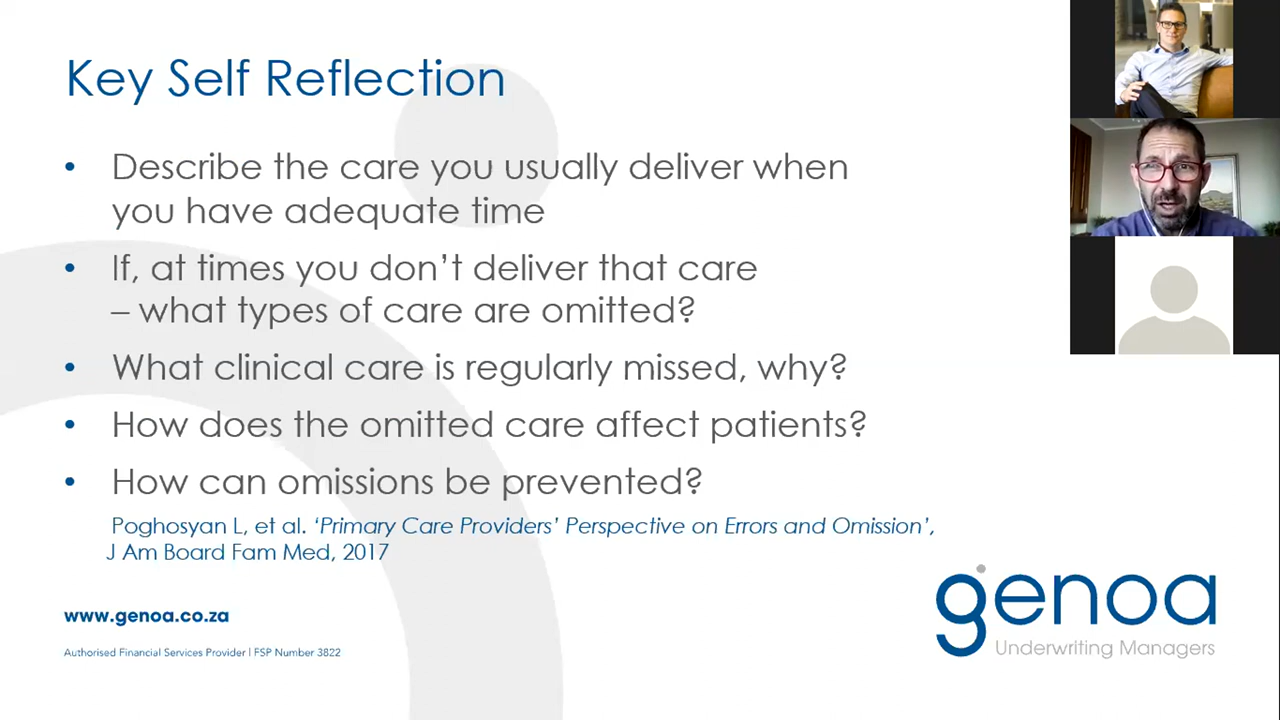 Key Self Reflection
• Describe the care you usually deliver when
you have adequate time
• If, at times you don’t deliver that care
– what types of care are omitted?
• What clinical care is regularly missed, why?
• How does the omitted care affect patients?
• How can omissions be prevented?
Poghosyan L, et al. ‘Primary Care Providers’ Perspective on Errors and Omission’,
J Am Board Fam Med, 2017
www.genoa.co.za
Authorised Financial Services Provider | FSP Number 3822
genoa
Underwriting Managers